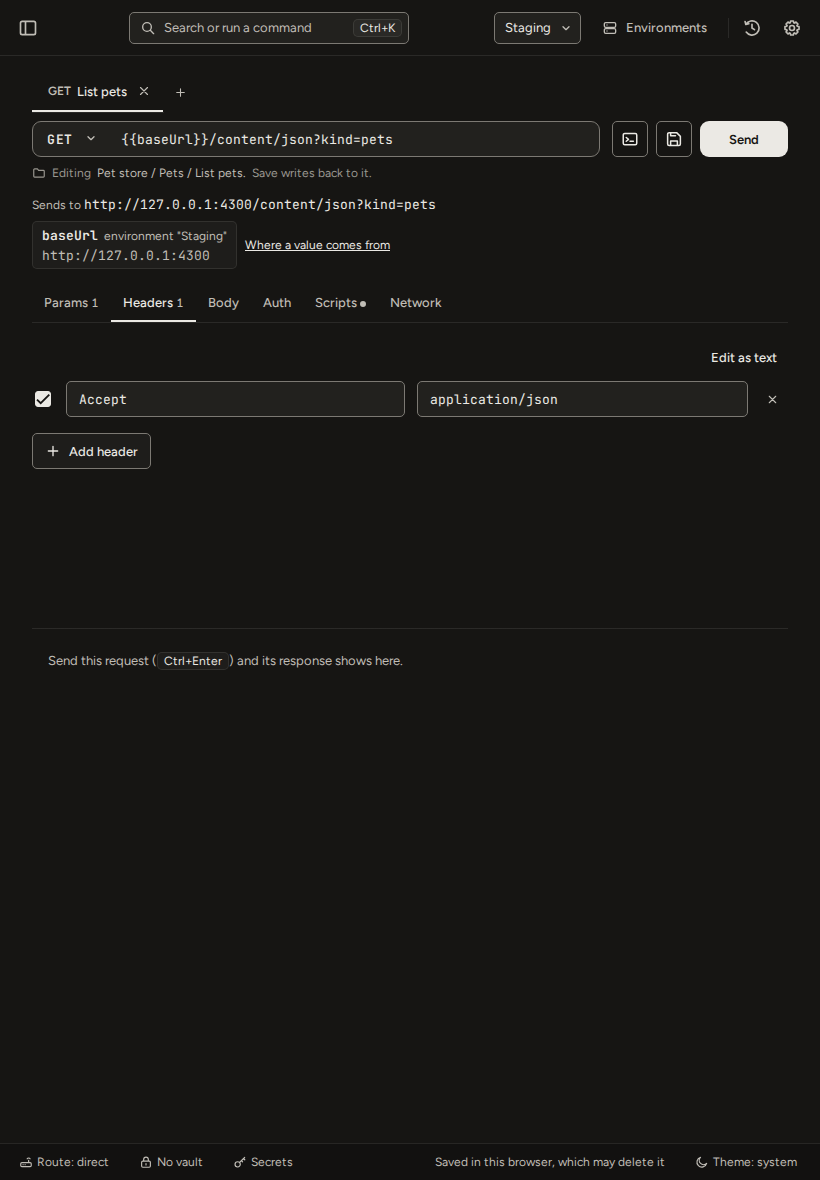 Search or run a command Ctrl+K Staging Environments
GET List pets
GET {{baseUrl}}/content/json?kind=pets Send
Editing Pet store / Pets / List pets. Save writes back to it.
Sends to http://127.0.0.1:4300/content/json?kind=pets
baseUrl environment "Staging"
http://127.0.0.1:4300
Where a value comes from
Params 1 Headers 1 Body Auth Scripts Network
Edit as text
Accept application/json
Add header
Send this request (Ctrl+Enter) and its response shows here.
Route: direct No vault Secrets Saved in this browser, which may delete it Theme: system